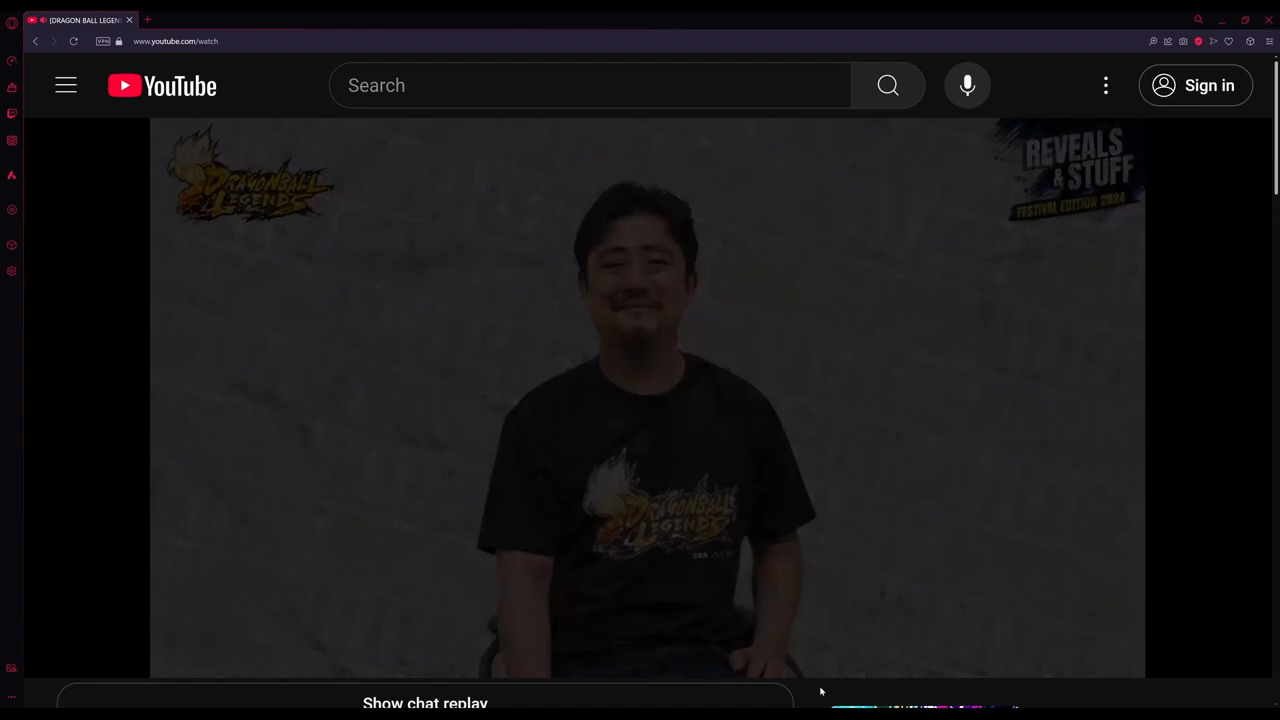 [DRAGON BALL LEGEN
VPN
www.youtube.com/watch
YouTube
Search
Sign in
DRAGONBALL
LEGENDS
REVEALS
& STUFF
FESTIVAL EDITION 2024
DRAGONBALL
LEGENDS
Show chat replay